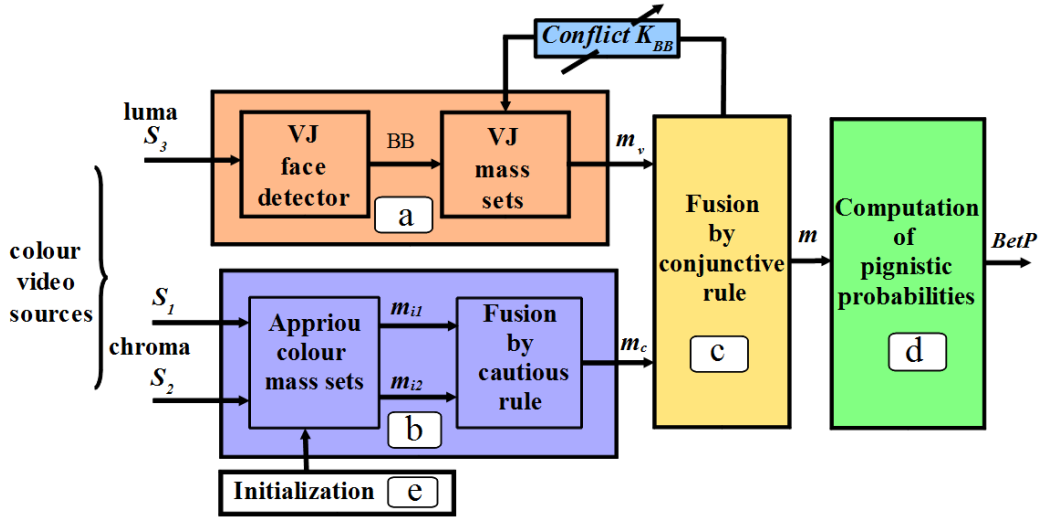 Conflict K_BB
luma
S_3
VJ
face
detector
BB
VJ
mass
sets
m_v
a
colour
video
sources
S_1
chroma
S_2
Appriou
colour
mass sets
m_i1
m_i2
Fusion
by
cautious
rule
m_c
b
Initialization e
Fusion
by
conjunctive
rule
c
m
Computation
of
pignistic
probabilities
d
BetP